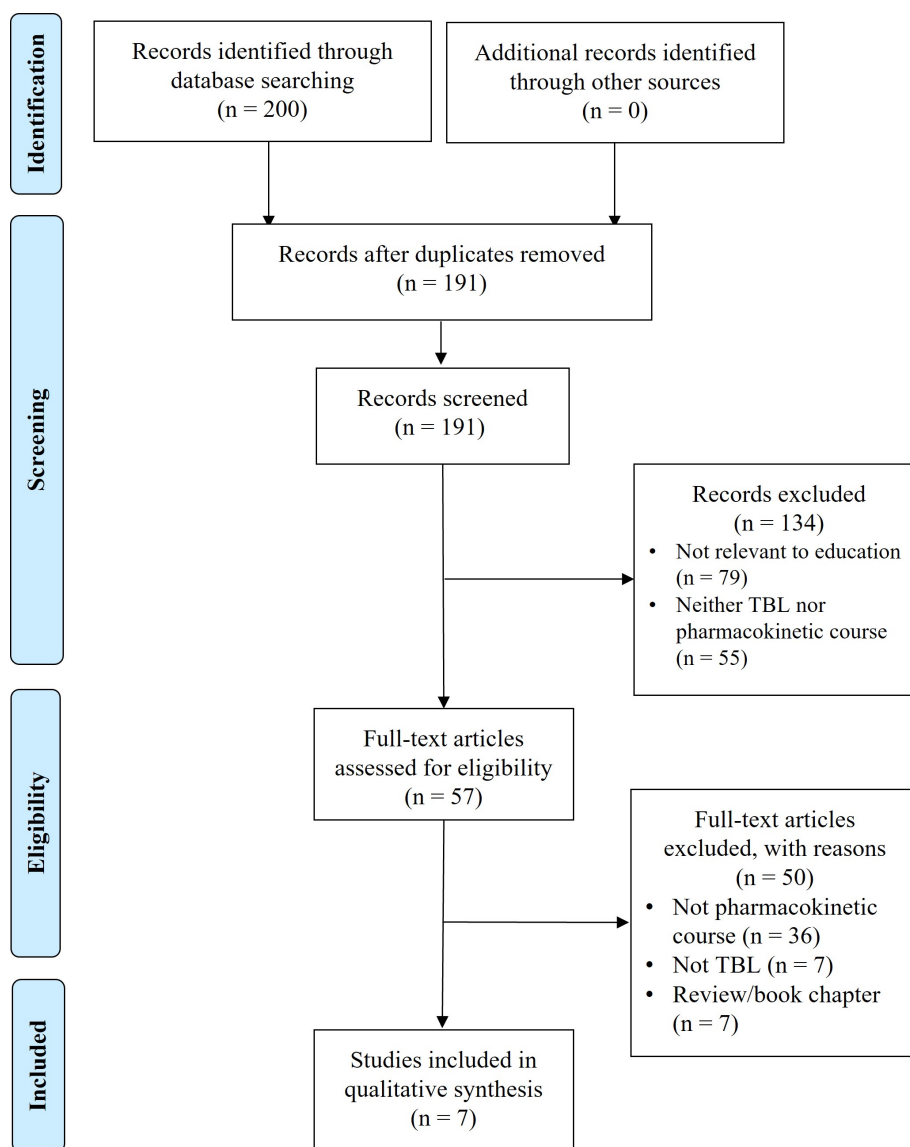 Identification
Records identified through
database searching
(n = 200)
Additional records identified
through other sources
(n = 0)
Screening
Records after duplicates removed
(n = 191)
Records screened
(n = 191)
Records excluded
(n = 134)
• Not relevant to education
(n = 79)
• Neither TBL nor
pharmacokinetic course
(n = 55)
Eligibility
Full-text articles
assessed for eligibility
(n = 57)
Full-text articles
excluded, with reasons
(n = 50)
• Not pharmacokinetic
course (n = 36)
• Not TBL (n = 7)
• Review/book chapter
(n = 7)
Included
Studies included in
qualitative synthesis
(n = 7)